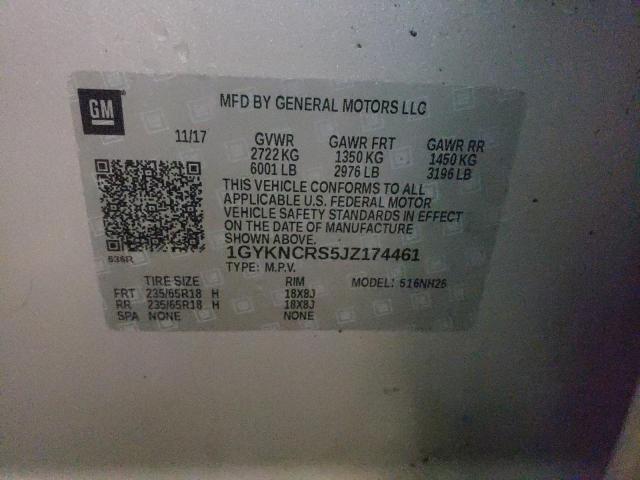 GM
MFD BY GENERAL MOTORS LLC
11/17 GVWR GAWR FRT GAWR RR
2722 KG 1350 KG 1450 KG
6001 LB 2976 LB 3196 LB
THIS VEHICLE CONFORMS TO ALL
APPLICABLE U.S. FEDERAL MOTOR
VEHICLE SAFETY STANDARDS IN EFFECT
ON THE DATE OF MANUFACTURE
SHOWN ABOVE.
1GYKNCRS5JZ174461
636R TYPE: M.P.V.
TIRE SIZE RIM MODEL: 516NH26
FRT 235/65R18 H 18X8J
RR 235/65R18 H 18X8J
SPA NONE NONE